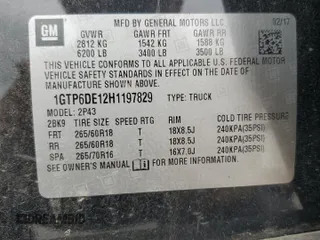 GM
MFD BY GENERAL MOTORS LLC
02/17
GVWR GAWR FRT GAWR RR
2812 KG 1542 KG 1588 KG
6200 LB 3400 LB 3500 LB
THIS VEHICLE CONFORMS TO ALL APPLICABLE U.S. FEDERAL
MOTOR VEHICLE SAFETY STANDARDS IN EFFECT ON THE DATE OF
MANUFACTURE SHOWN ABOVE.
1GTP6DE12H1197829 TYPE: TRUCK
MODEL: 2P43
2BK9 TIRE SIZE SPEED RTG RIM COLD TIRE PRESSURE
FRT 265/60R18 T 18X8.5J 240KPA(35PSI)
RR 265/60R18 T 18X8.5J 240KPA(35PSI)
SPA 265/70R16 T 16X7.0J 240KPA(35PSI)
SEE OWNER'S MANUAL FOR ADDITIONAL INFORMATION.